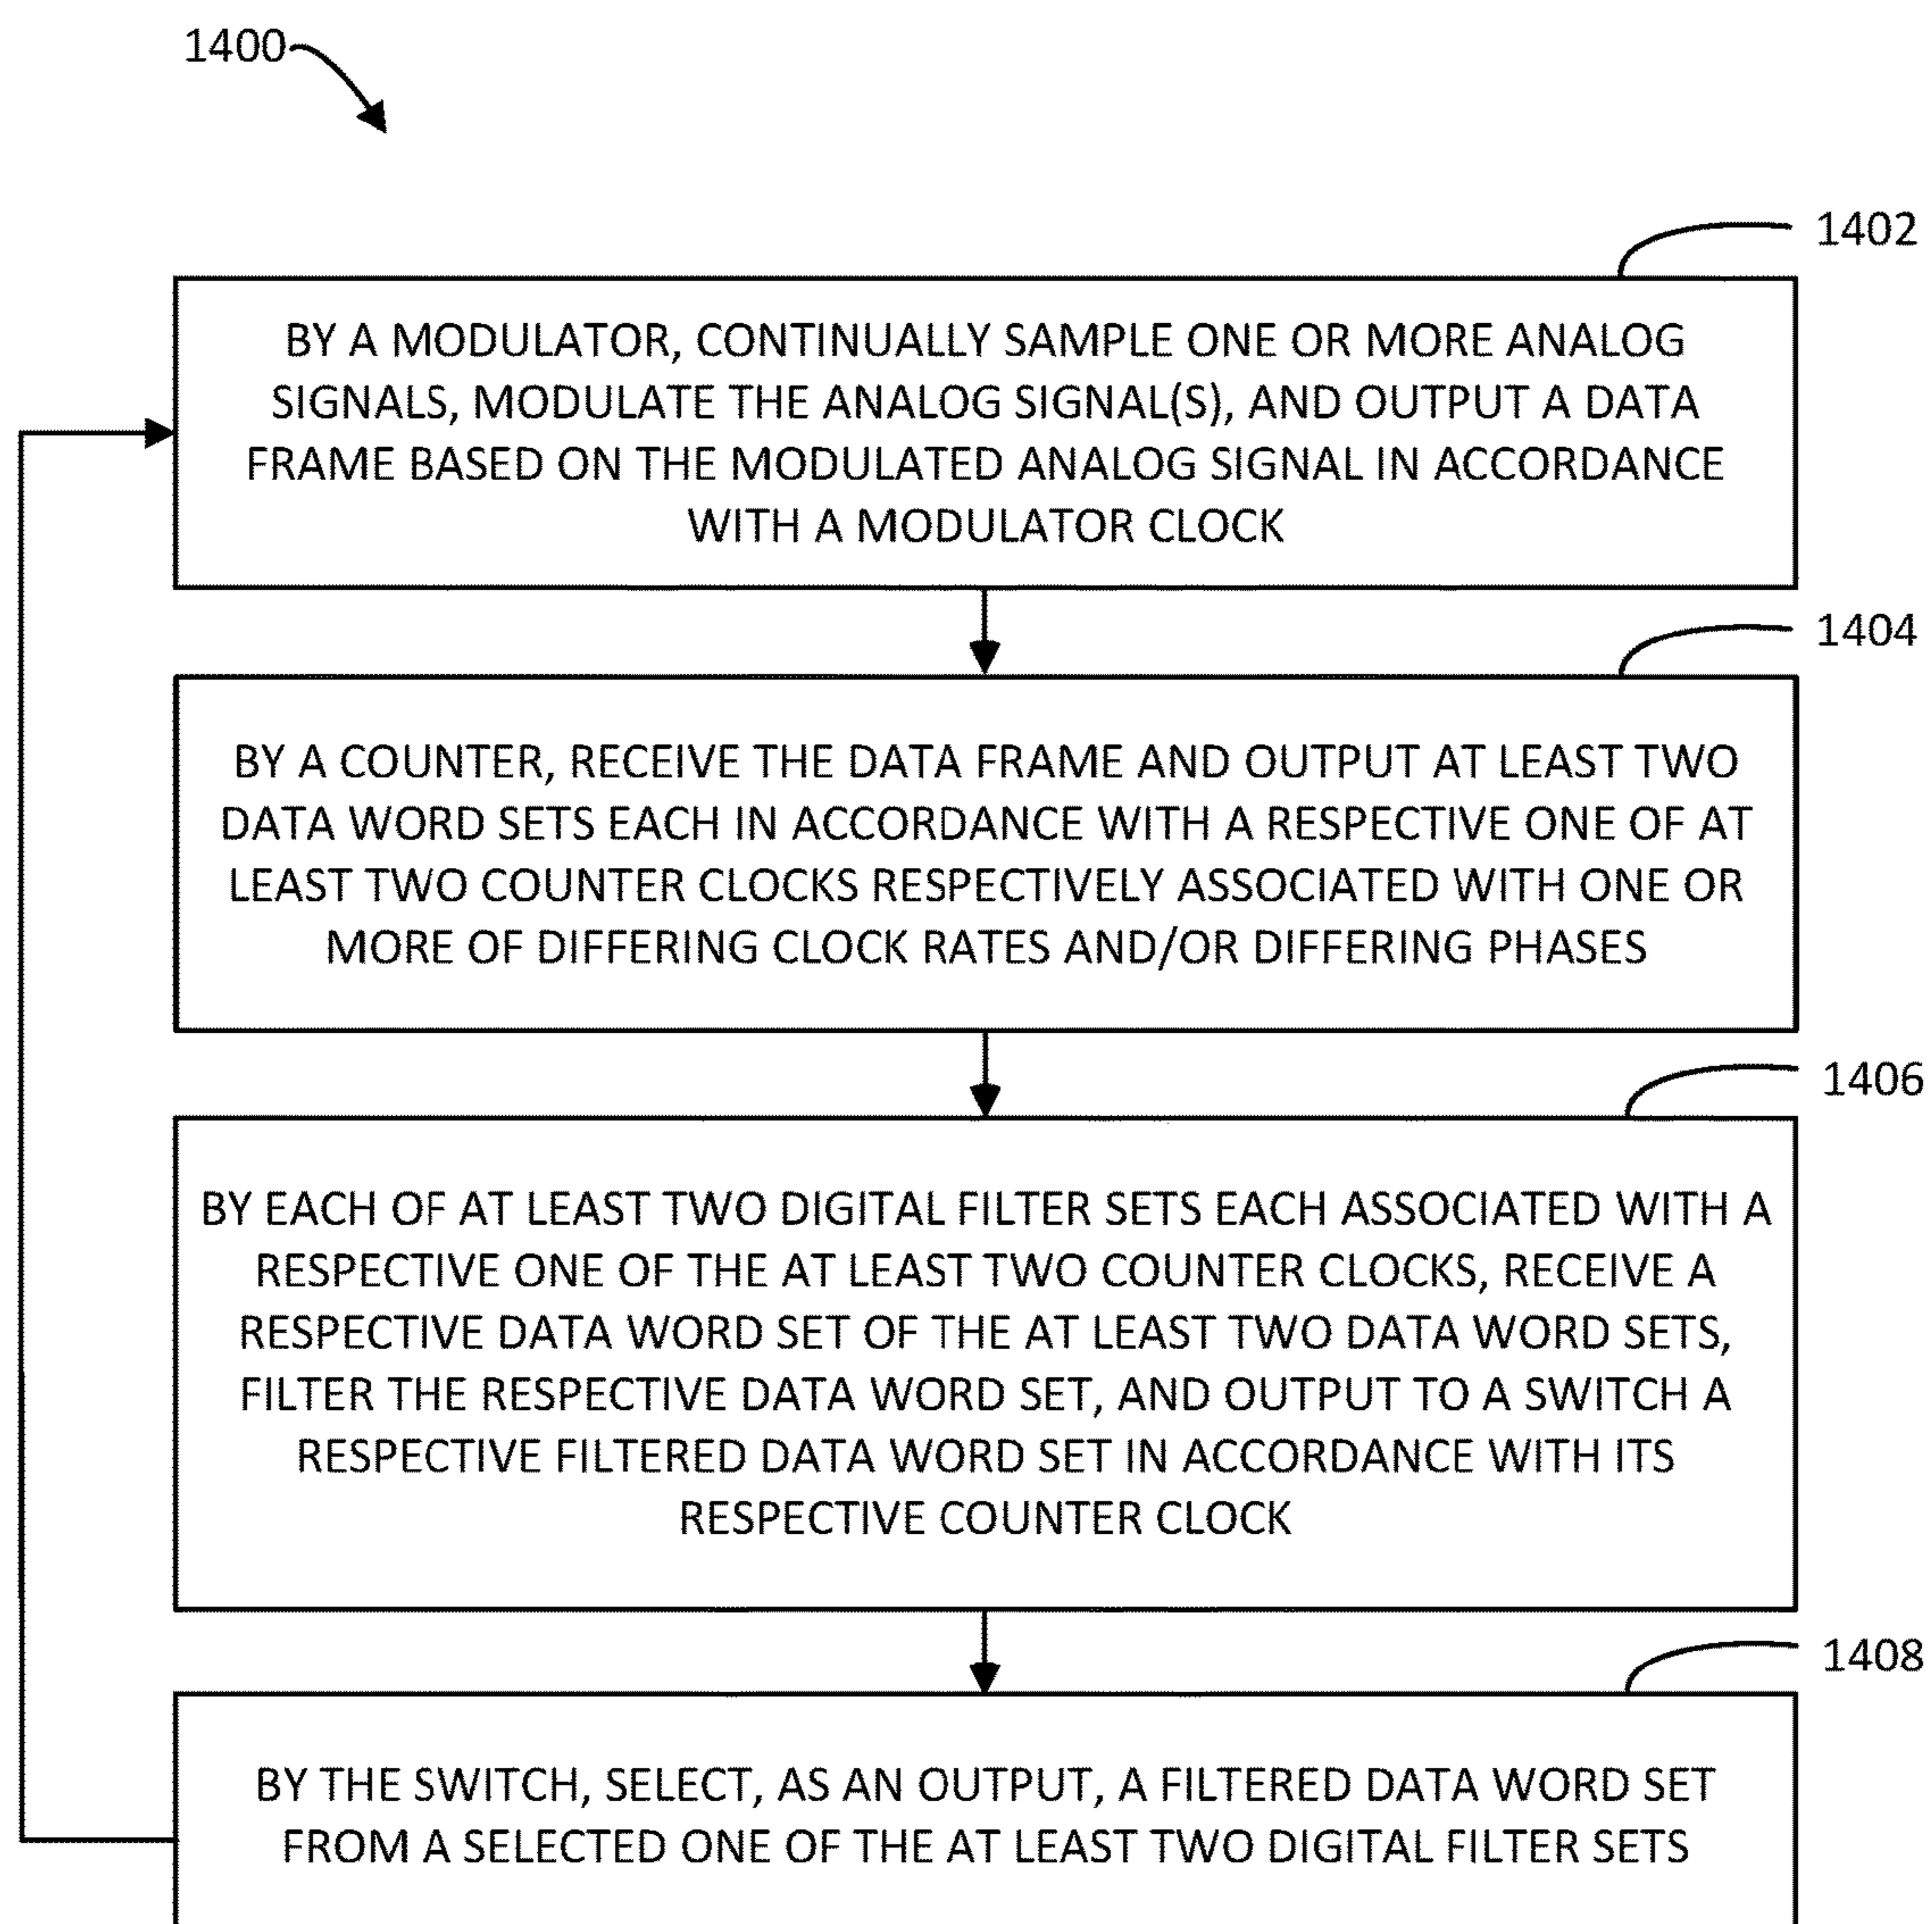 1400
1402
BY A MODULATOR, CONTINUALLY SAMPLE ONE OR MORE ANALOG
SIGNALS, MODULATE THE ANALOG SIGNAL(S), AND OUTPUT A DATA
FRAME BASED ON THE MODULATED ANALOG SIGNAL IN ACCORDANCE
WITH A MODULATOR CLOCK
1404
BY A COUNTER, RECEIVE THE DATA FRAME AND OUTPUT AT LEAST TWO
DATA WORD SETS EACH IN ACCORDANCE WITH A RESPECTIVE ONE OF AT
LEAST TWO COUNTER CLOCKS RESPECTIVELY ASSOCIATED WITH ONE OR
MORE OF DIFFERING CLOCK RATES AND/OR DIFFERING PHASES
1406
BY EACH OF AT LEAST TWO DIGITAL FILTER SETS EACH ASSOCIATED WITH A
RESPECTIVE ONE OF THE AT LEAST TWO COUNTER CLOCKS, RECEIVE A
RESPECTIVE DATA WORD SET OF THE AT LEAST TWO DATA WORD SETS,
FILTER THE RESPECTIVE DATA WORD SET, AND OUTPUT TO A SWITCH A
RESPECTIVE FILTERED DATA WORD SET IN ACCORDANCE WITH ITS
RESPECTIVE COUNTER CLOCK
1408
BY THE SWITCH, SELECT, AS AN OUTPUT, A FILTERED DATA WORD SET
FROM A SELECTED ONE OF THE AT LEAST TWO DIGITAL FILTER SETS